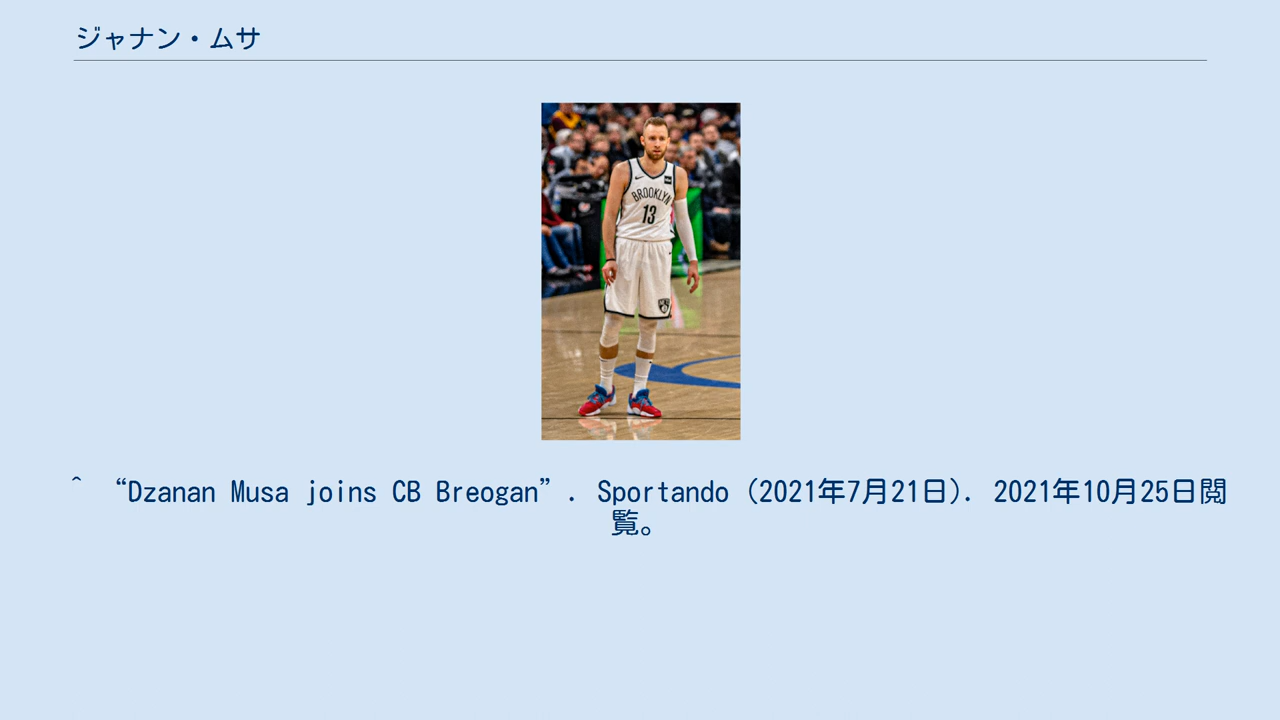 ジャナン・ムサ
BROOKLYN
13
^ “Dzanan Musa joins CB Breogan”. Sportando (2021年7月21日). 2021年10月25日閲
覧。